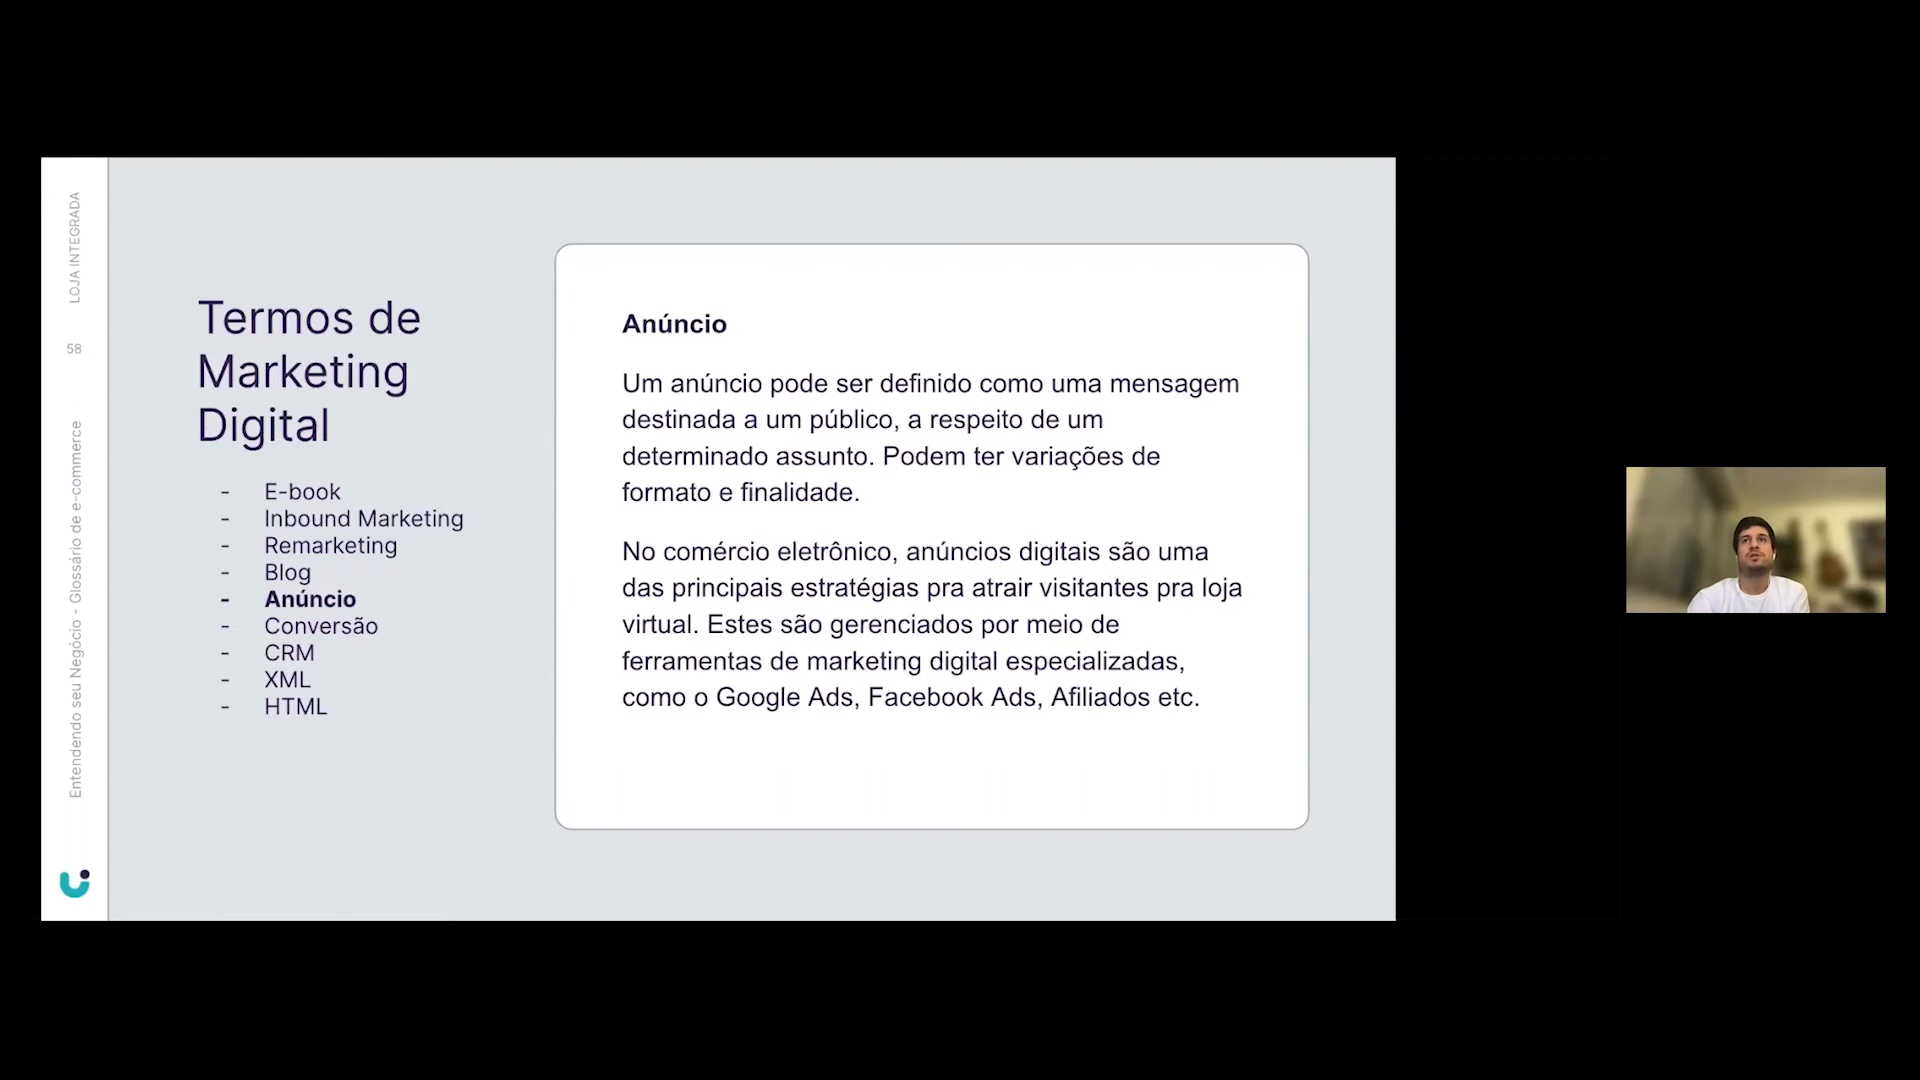 LOJA INTEGRADA
58
Entendendo seu Negócio - Glossário de e-commerce
Termos de
Marketing
Digital
- E-book
- Inbound Marketing
- Remarketing
- Blog
- Anúncio
- Conversão
- CRM
- XML
- HTML
Anúncio
Um anúncio pode ser definido como uma mensagem
destinada a um público, a respeito de um
determinado assunto. Podem ter variações de
formato e finalidade.
No comércio eletrônico, anúncios digitais são uma
das principais estratégias pra atrair visitantes pra loja
virtual. Estes são gerenciados por meio de
ferramentas de marketing digital especializadas,
como o Google Ads, Facebook Ads, Afiliados etc.